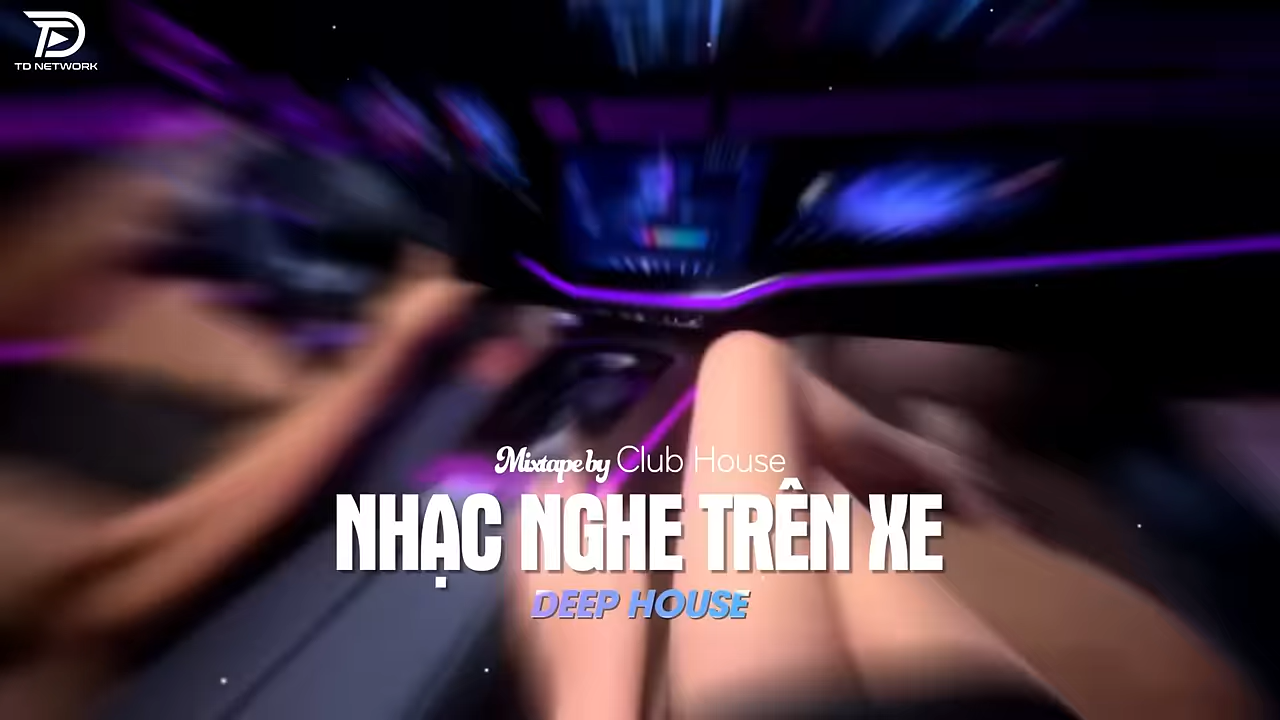 TD NETWORK
Mixtape by Club House
NHẠC NGHE TRÊN XE
DEEP HOUSE